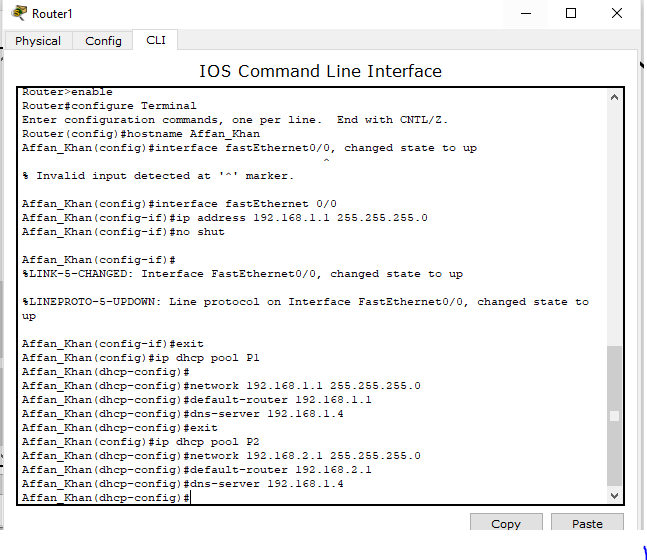 Router1
Physical Config CLI
IOS Command Line Interface
Router>enable
Router#configure Terminal
Enter configuration commands, one per line.  End with CNTL/Z.
Router(config)#hostname Affan_Khan
Affan_Khan(config)#interface fastEthernet0/0, changed state to up
^
% Invalid input detected at '^' marker.
Affan_Khan(config)#interface fastEthernet 0/0
Affan_Khan(config-if)#ip address 192.168.1.1 255.255.255.0
Affan_Khan(config-if)#no shut
Affan_Khan(config-if)#
%LINK-5-CHANGED: Interface FastEthernet0/0, changed state to up
%LINEPROTO-5-UPDOWN: Line protocol on Interface FastEthernet0/0, changed state to
up
Affan_Khan(config-if)#exit
Affan_Khan(config)#ip dhcp pool P1
Affan_Khan(dhcp-config)#
Affan_Khan(dhcp-config)#network 192.168.1.1 255.255.255.0
Affan_Khan(dhcp-config)#default-router 192.168.1.1
Affan_Khan(dhcp-config)#dns-server 192.168.1.4
Affan_Khan(dhcp-config)#exit
Affan_Khan(config)#ip dhcp pool P2
Affan_Khan(dhcp-config)#network 192.168.2.1 255.255.255.0
Affan_Khan(dhcp-config)#default-router 192.168.2.1
Affan_Khan(dhcp-config)#dns-server 192.168.1.4
Affan_Khan(dhcp-config)#
Copy Paste